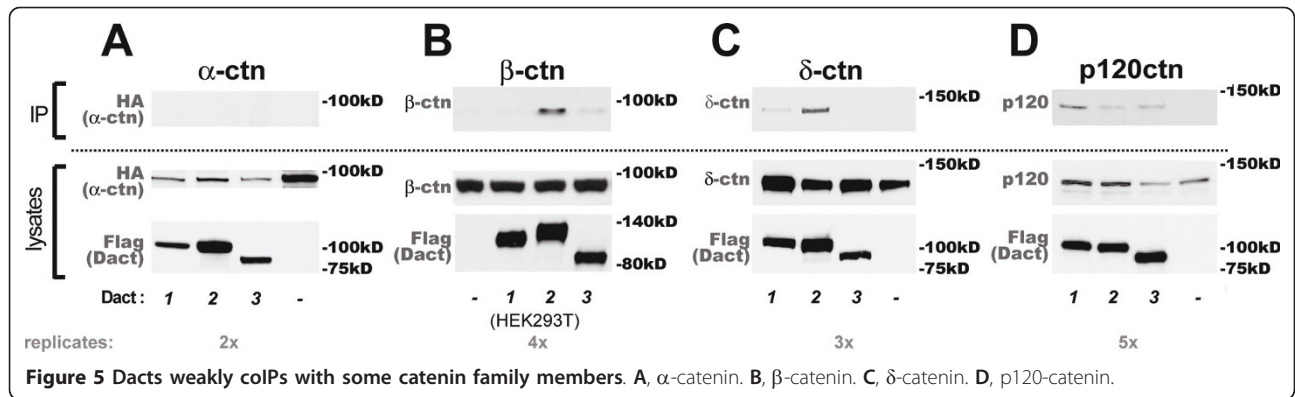 A B C D
α-ctn β-ctn δ-ctn p120ctn
IP
HA
(α-ctn)
-100kD
β-ctn
-100kD
δ-ctn
-150kD
p120
-150kD
lysates
HA
(α-ctn)
-100kD
β-ctn
-100kD
δ-ctn
-150kD
p120
-150kD
Flag
(Dact)
-100kD
-75kD
Flag
(Dact)
-140kD
-80kD
Flag
(Dact)
-100kD
-75kD
Flag
(Dact)
-100kD
-75kD
Dact : 1 2 3 - - 1 2 3 1 2 3 - 1 2 3 -
(HEK293T)
replicates: 2x 4x 3x 5x
Figure 5 Dacts weakly coIPs with some catenin family members. A, α-catenin. B, β-catenin. C, δ-catenin. D, p120-catenin.